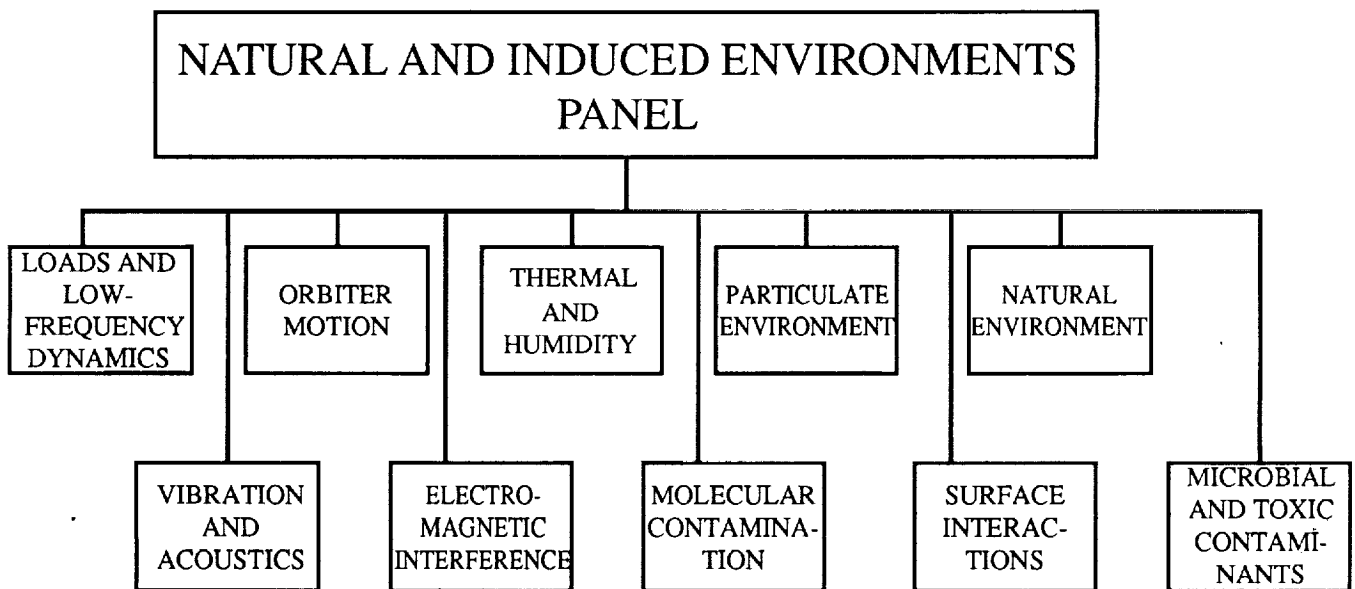 NATURAL AND INDUCED ENVIRONMENTS
PANEL
LOADS AND
LOW-
FREQUENCY
DYNAMICS
ORBITER
MOTION
THERMAL
AND
HUMIDITY
PARTICULATE
ENVIRONMENT
NATURAL
ENVIRONMENT
VIBRATION
AND
ACOUSTICS
ELECTRO-
MAGNETIC
INTERFERENCE
MOLECULAR
CONTAMINA-
TION
SURFACE
INTERAC-
TIONS
MICROBIAL
AND TOXIC
CONTAMI-
NANTS